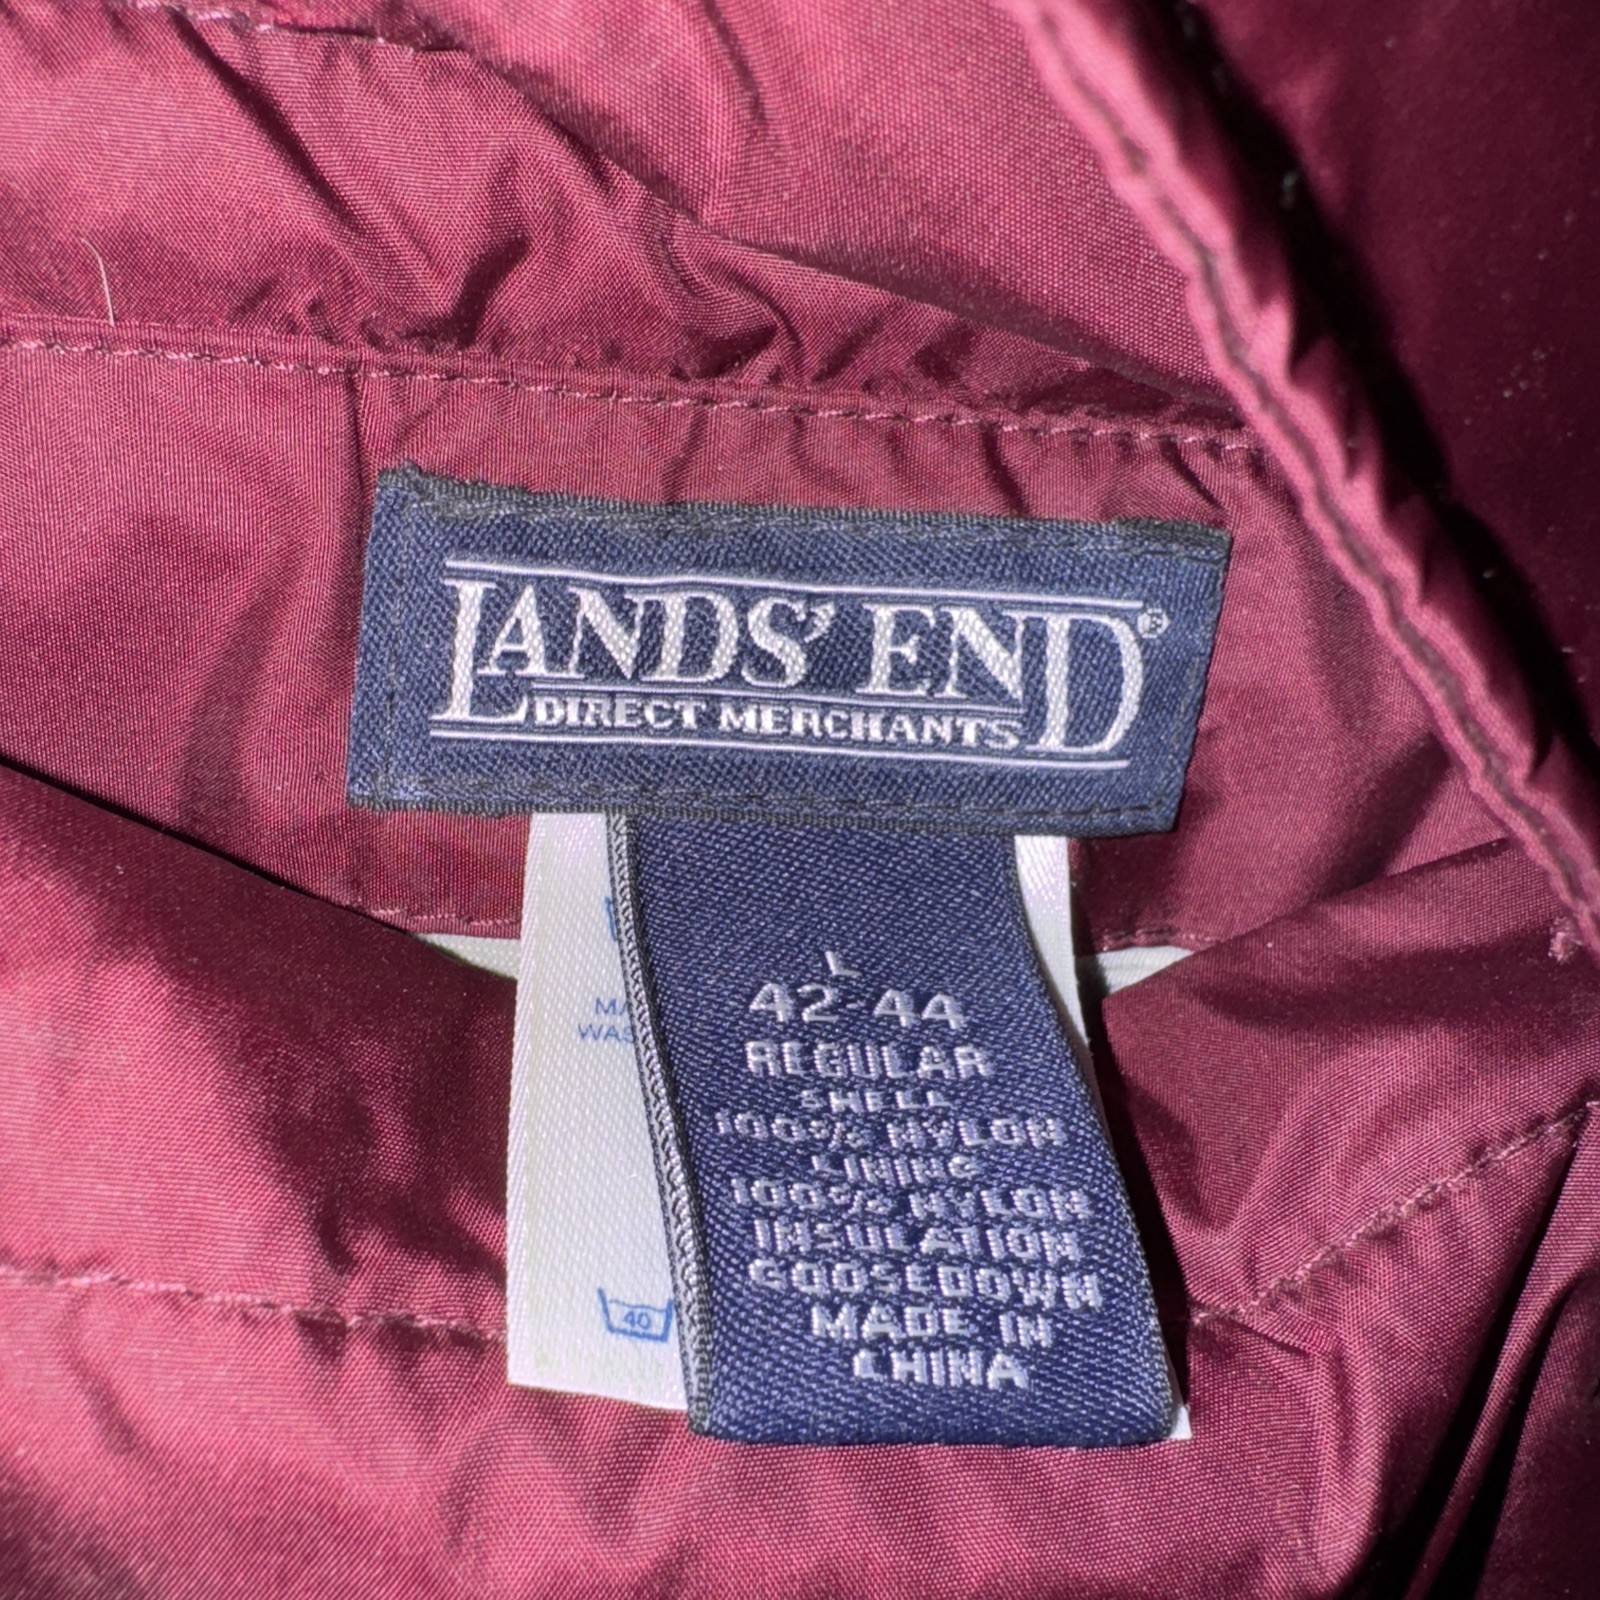 LANDS' END®
DIRECT MERCHANTS
L
42-44
REGULAR
SHELL
100% NYLON
LINING
100% NYLON
INSULATION
GOOSEDOWN
MADE IN
CHINA
40